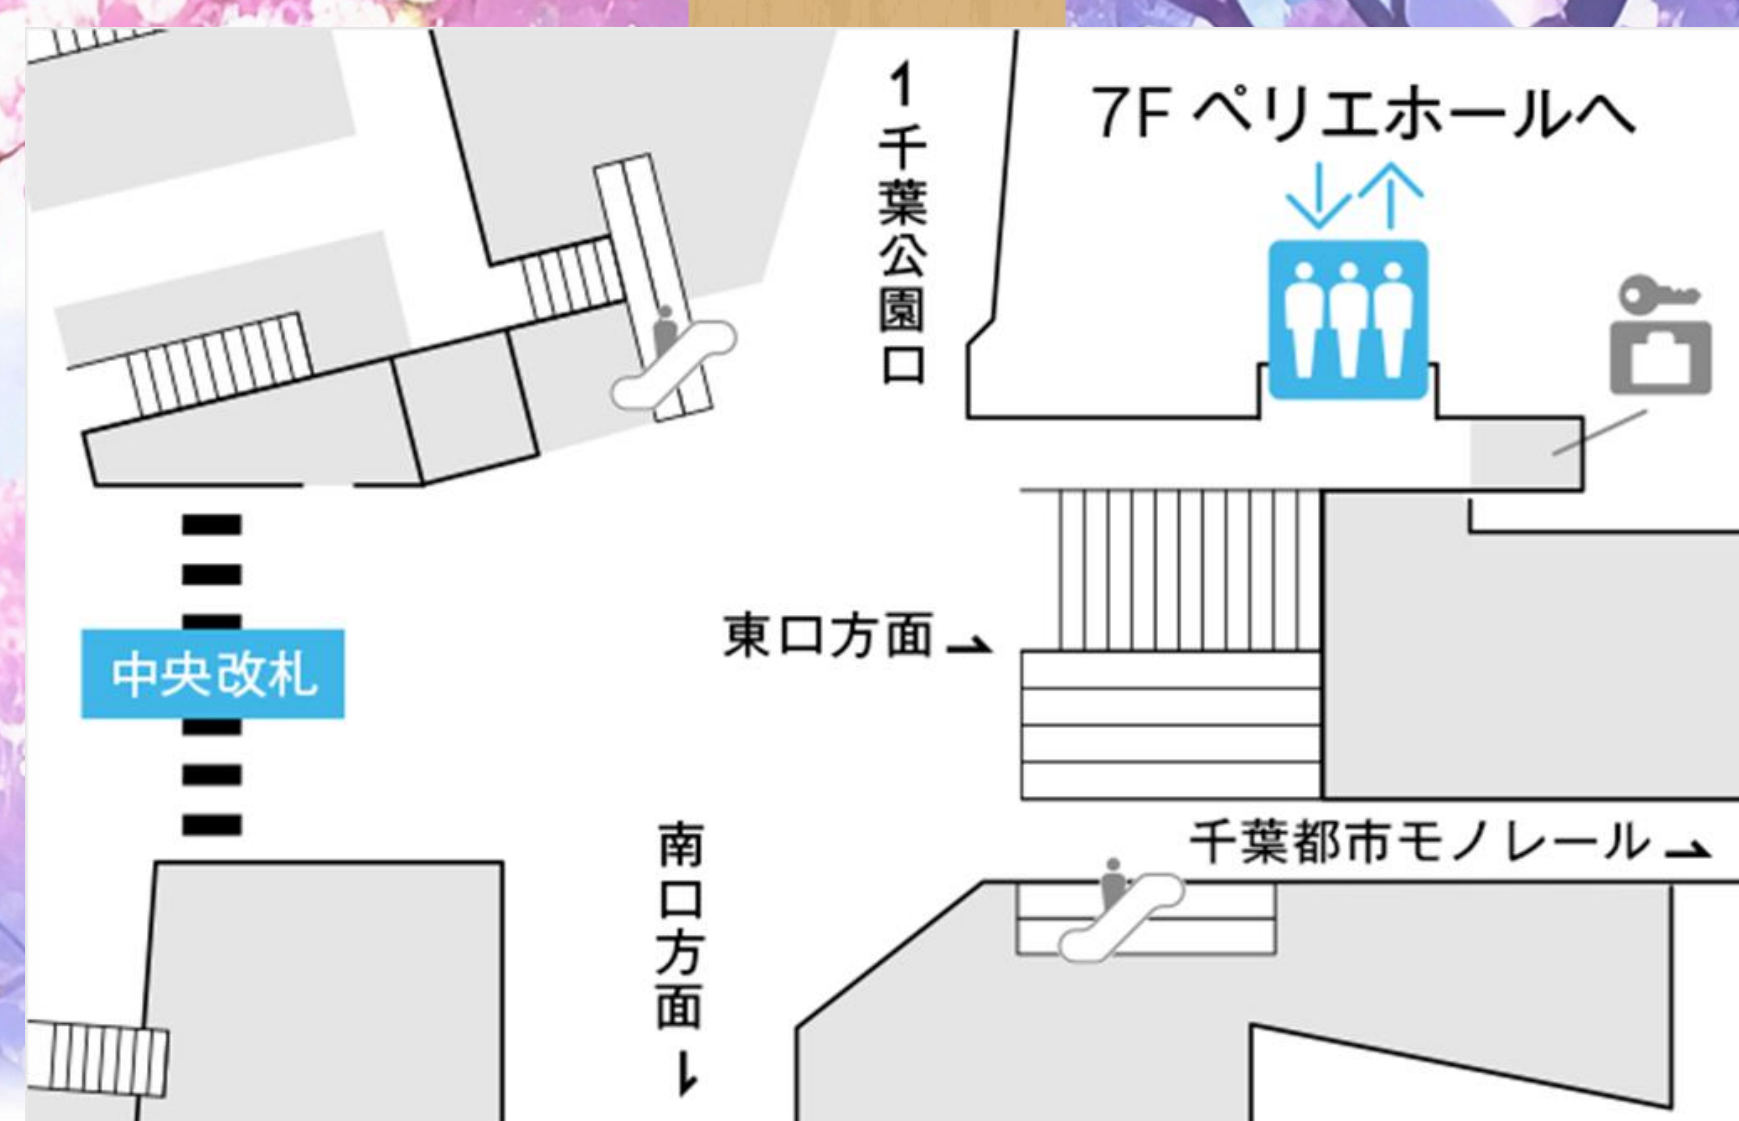 千葉公園口
7F ペリエホールへ
東口方面
中央改札
千葉都市モノレール
南口方面